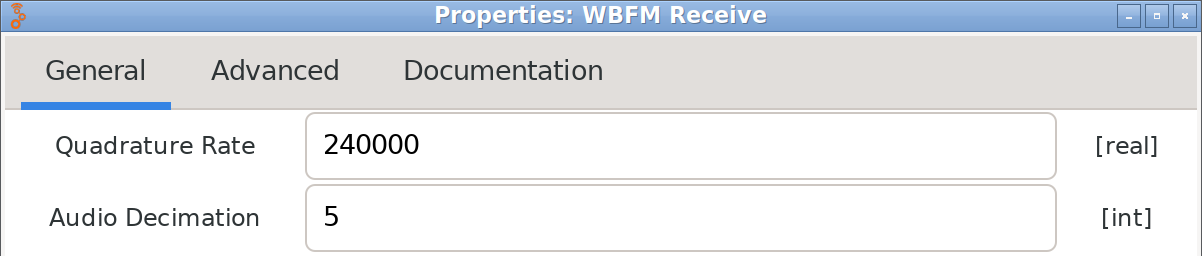 Properties: WBFM Receive
General Advanced Documentation
Quadrature Rate 240000 [real]
Audio Decimation 5 [int]